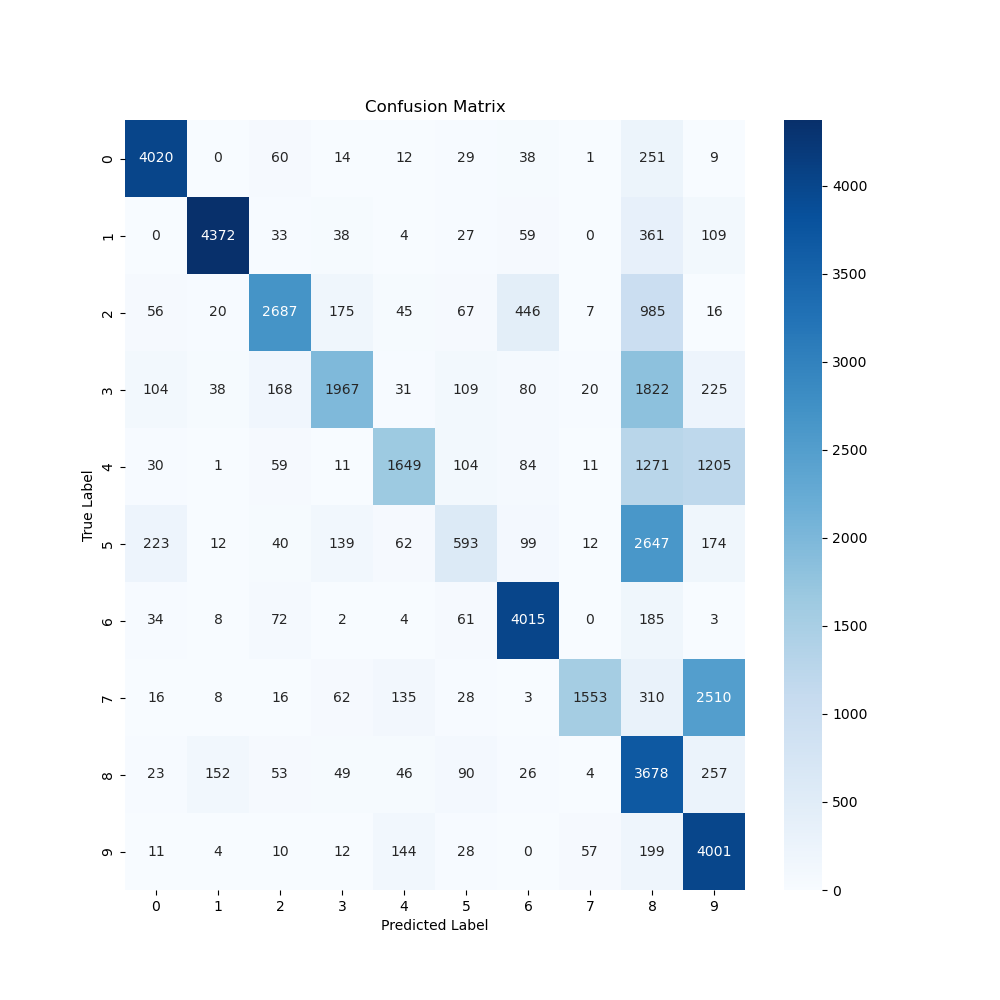 Confusion Matrix
0 4020 0 60 14 12 29 38 1 251 9
1 0 4372 33 38 4 27 59 0 361 109
2 56 20 2687 175 45 67 446 7 985 16
3 104 38 168 1967 31 109 80 20 1822 225
4 30 1 59 11 1649 104 84 11 1271 1205
5 223 12 40 139 62 593 99 12 2647 174
6 34 8 72 2 4 61 4015 0 185 3
7 16 8 16 62 135 28 3 1553 310 2510
8 23 152 53 49 46 90 26 4 3678 257
9 11 4 10 12 144 28 0 57 199 4001
0 1 2 3 4 5 6 7 8 9
Predicted Label
True Label
4000
3500
3000
2500
2000
1500
1000
500
0